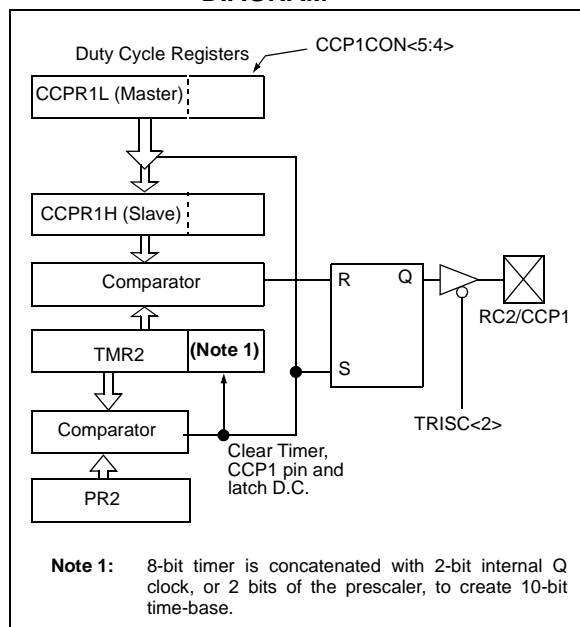 DIAGRAM
Duty Cycle Registers
CCP1CON<5:4>
CCPR1L (Master)
CCPR1H (Slave)
Comparator
R
Q
RC2/CCP1
TMR2
(Note 1)
S
TRISC<2>
Comparator
Clear Timer,
CCP1 pin and
latch D.C.
PR2
Note 1: 8-bit timer is concatenated with 2-bit internal Q
clock, or 2 bits of the prescaler, to create 10-bit
time-base.